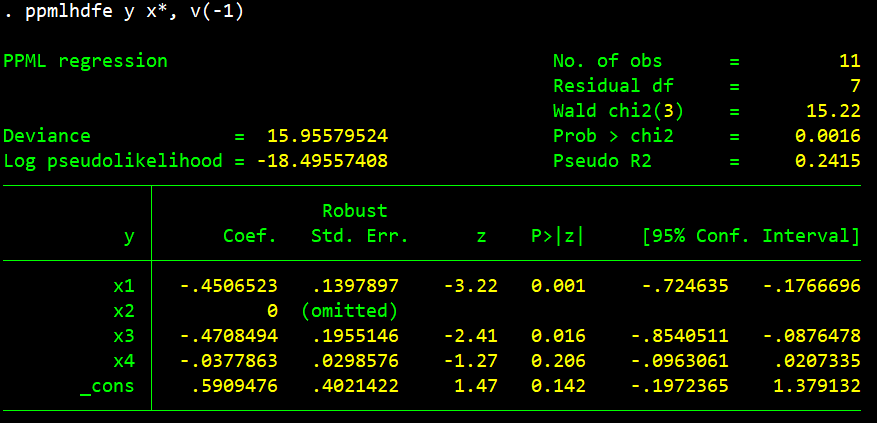 . ppmlhdfe y x*, v(-1)
PPML regression No. of obs = 11
Residual df = 7
Wald chi2(3) = 15.22
Deviance = 15.95579524 Prob > chi2 = 0.0016
Log pseudolikelihood = -18.49557408 Pseudo R2 = 0.2415
Robust
y Coef. Std. Err. z P>|z| [95% Conf. Interval]
x1 -.4506523 .1397897 -3.22 0.001 -.724635 -.1766696
x2 0 (omitted)
x3 -.4708494 .1955146 -2.41 0.016 -.8540511 -.0876478
x4 -.0377863 .0298576 -1.27 0.206 -.0963061 .0207335
_cons .5909476 .4021422 1.47 0.142 -.1972365 1.379132